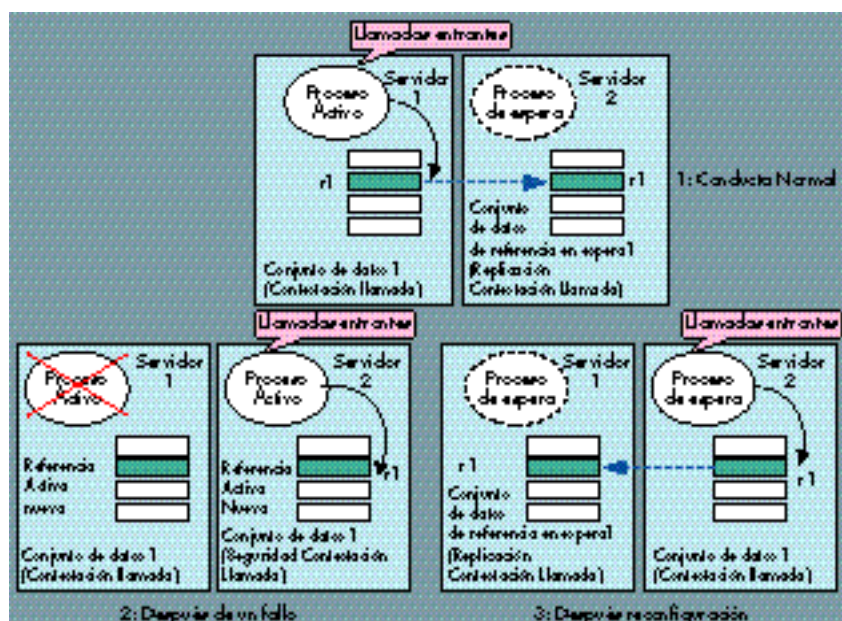 Llamadas entrantes
Servidor
1
Proceso
Activo
r1
Conjunto de datos 1
(Contestación llamada)
Servidor
2
Proceso
de espera
r1
Conjunto
de datos
de referencia en espera1
(Replicación
Contestación Llamada)
1: Conducta Normal
Servidor
1
Proceso
Activo
Referencia
Activa
nueva
Conjunto de datos 1
(Contestación llamada)
Llamadas entrantes
Servidor
2
Proceso
Activo
Referencia
Activa
Nueva
r1
Conjunto de datos 1
(Seguridad Contestación
Llamada)
2: Después de un fallo
Servidor
1
Proceso
de espera
r1
Conjunto
de datos
de referencia en espera1
(Replicación
Contestación Llamada)
Llamadas entrantes
Servidor
2
Proceso
de espera
r1
Conjunto de datos 1
(Contestación llamada)
3: Después reconfiguración